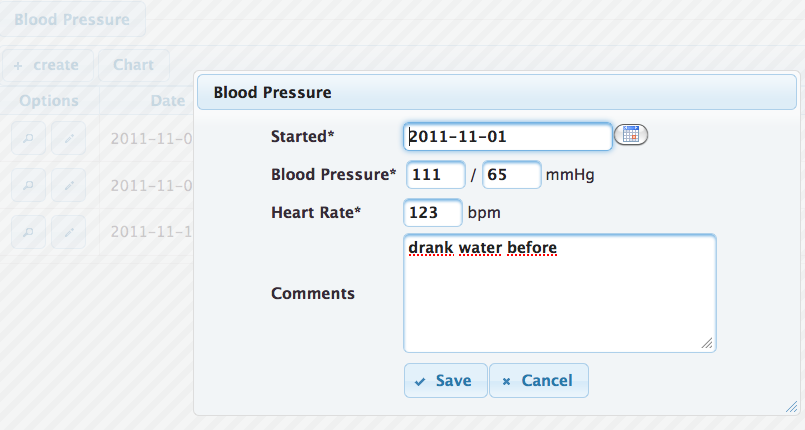 Blood Pressure
+ create Chart
Options Date
2011-11-0
2011-11-0
2011-11-1
Blood Pressure
Started* 2011-11-01
Blood Pressure* 111 / 65 mmHg
Heart Rate* 123 bpm
Comments
drank water before
Save Cancel